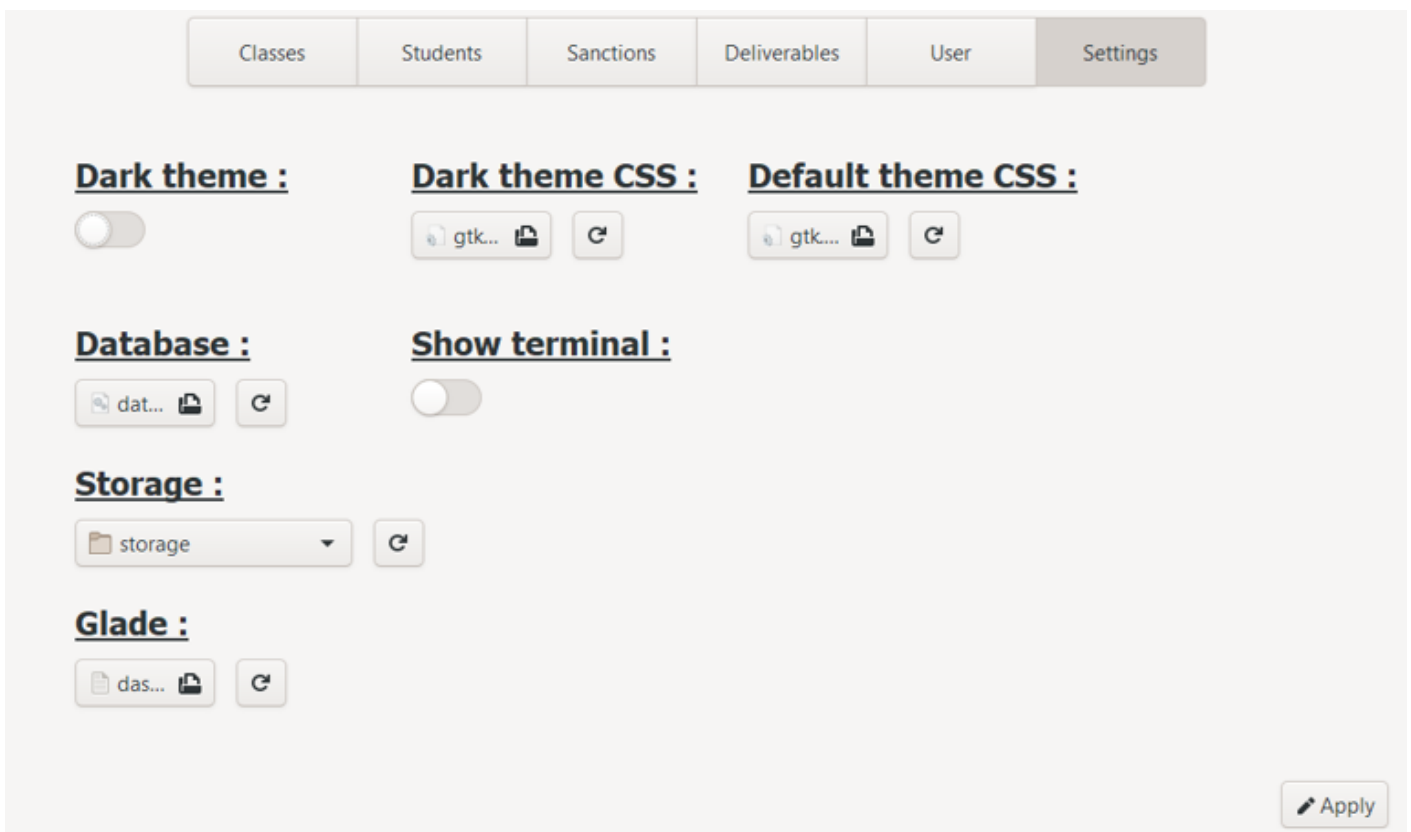 Classes Students Sanctions Deliverables User Settings
Dark theme : Dark theme CSS : Default theme CSS :
gtk... gtk....
Database : Show terminal :
dat...
Storage :
storage
Glade :
das...
Apply